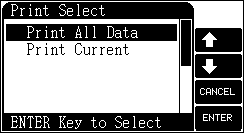 Print Select
Print All Data
Print Current
CANCEL
ENTER Key to Select
ENTER